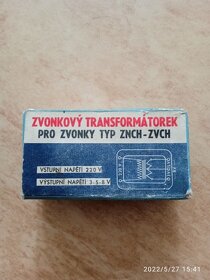 ZVONKOVÝ TRANSFORMÁTOREK
PRO ZVONKY TYP ZNCH-ZVCH
VSTUPNÍ NAPĚTÍ 220 V
VÝSTUPNÍ NAPĚTÍ 3-5-8 V
2022/5/27 15:41